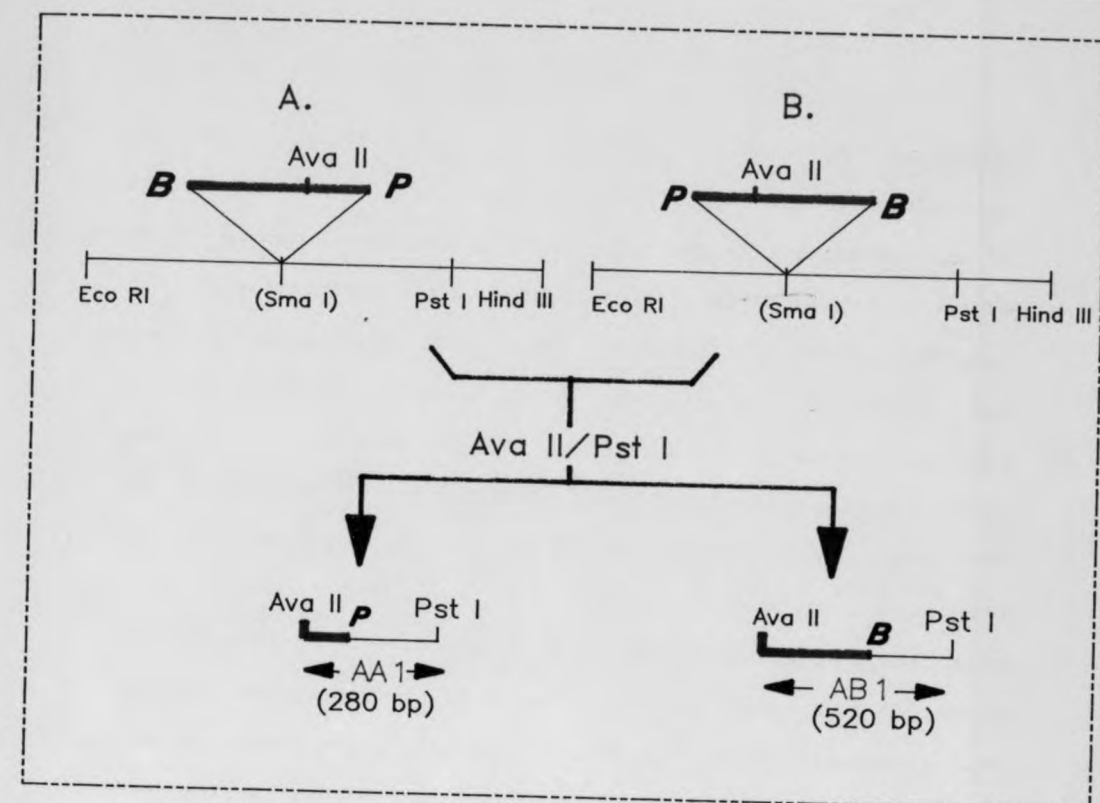 A.
B.
Ava II
B P
Ava II
P B
Eco RI (Sma I) Pst I Hind III
Eco RI (Sma I) Pst I Hind III
Ava II/Pst I
Ava II P Pst I
AA 1
(280 bp)
Ava II B Pst I
AB 1
(520 bp)